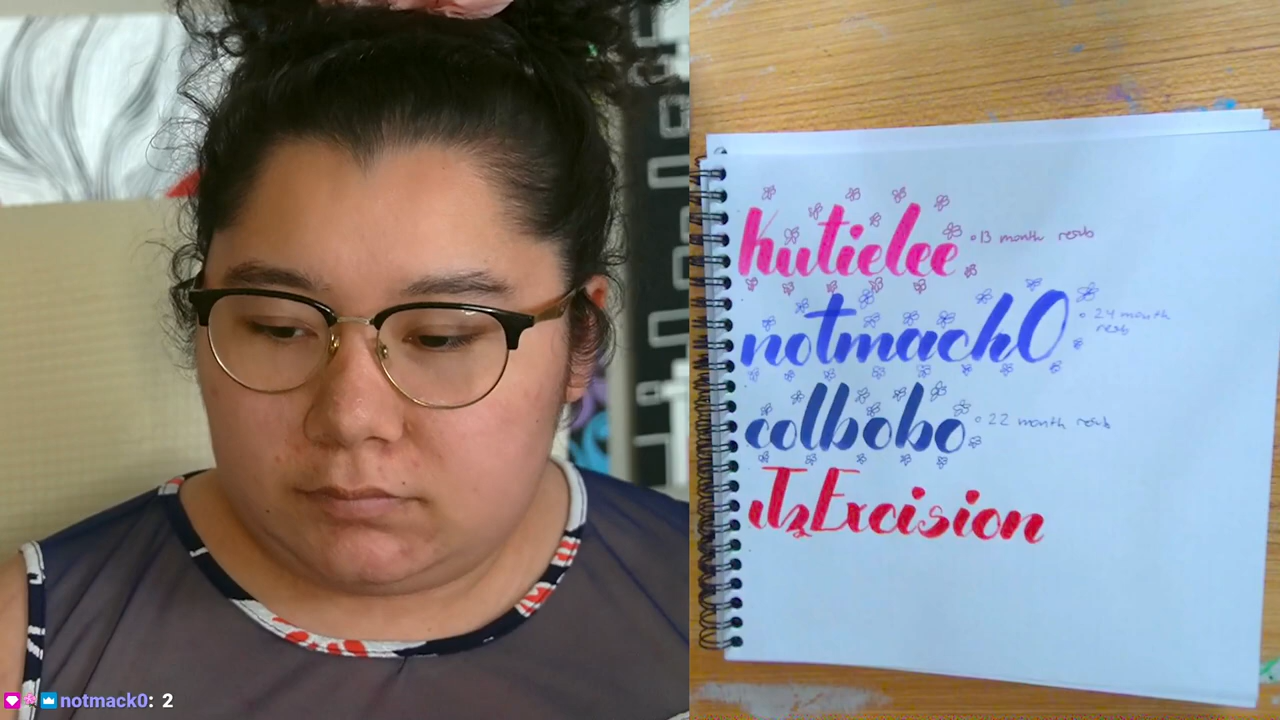 kutielee
• 13 month resub
notmack0
• 24 month
resub
colbobo
• 22 month resub
ItzExcision
notmack0: 2